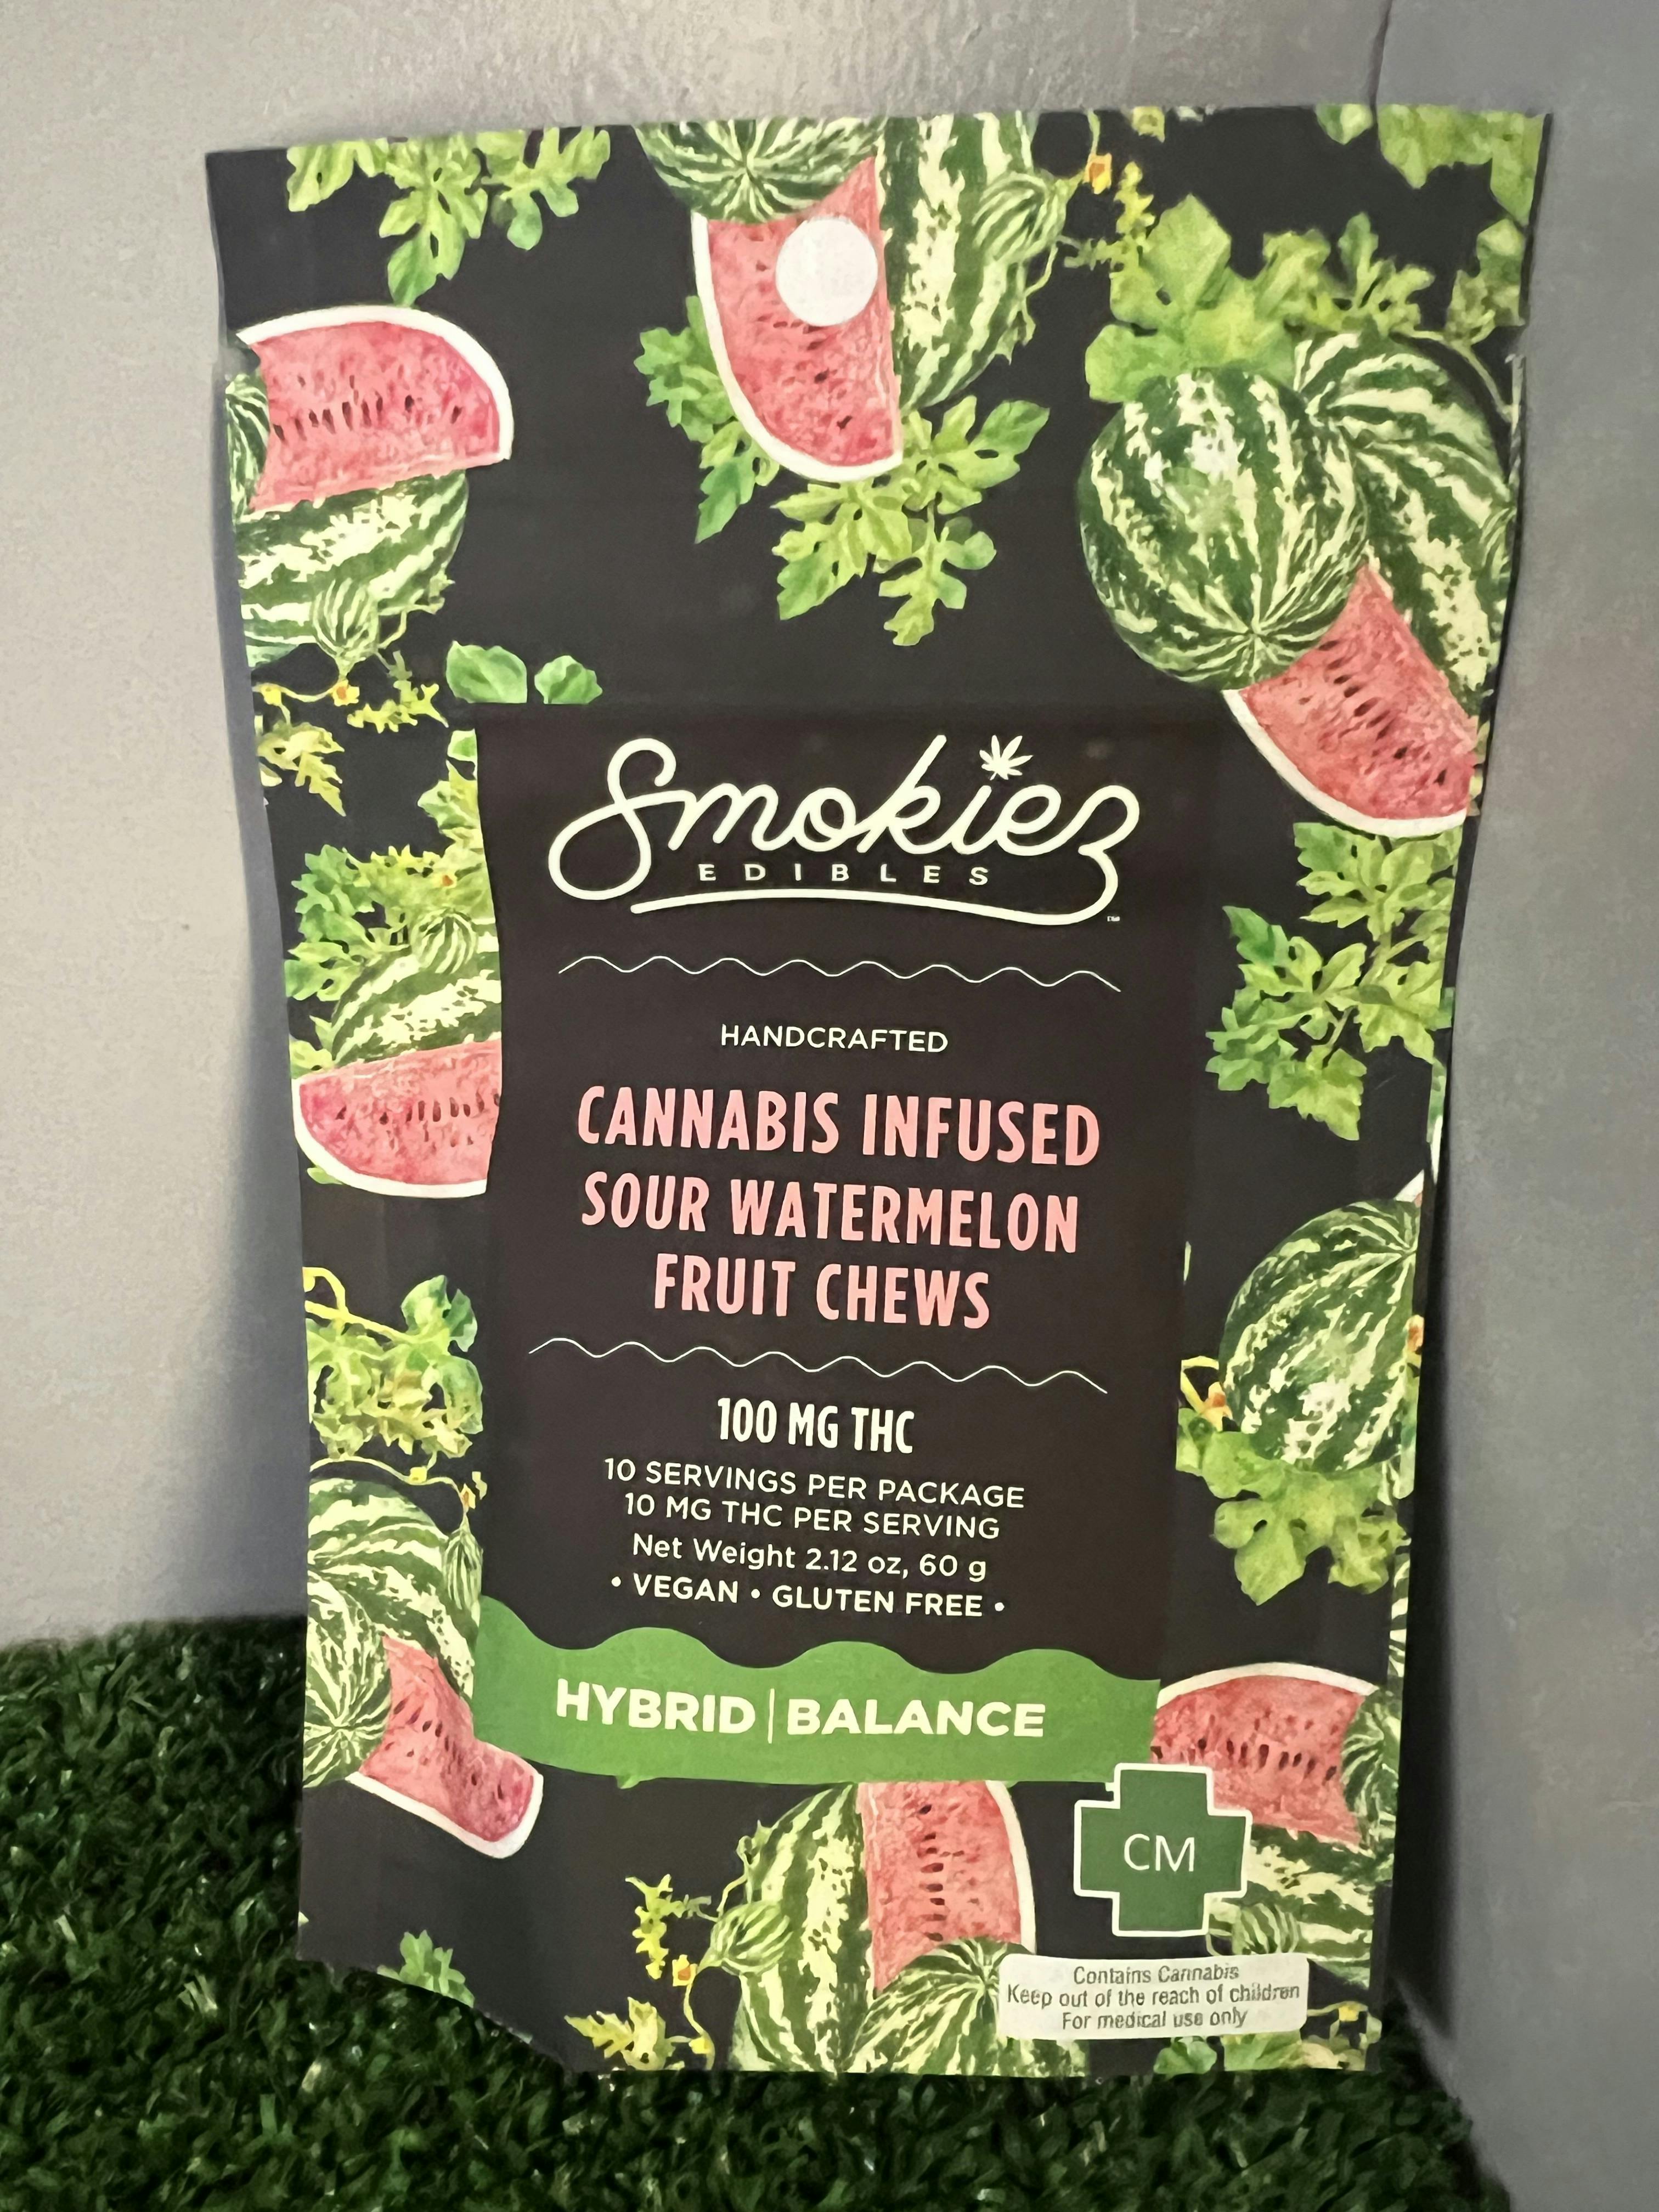 Smokiez
EDIBLES
HANDCRAFTED
CANNABIS INFUSED
SOUR WATERMELON
FRUIT CHEWS
100 MG THC
10 SERVINGS PER PACKAGE
10 MG THC PER SERVING
Net Weight 2.12 oz, 60 g
• VEGAN • GLUTEN FREE •
HYBRID | BALANCE
CM
Contains Cannabis
Keep out of the reach of children
For medical use only